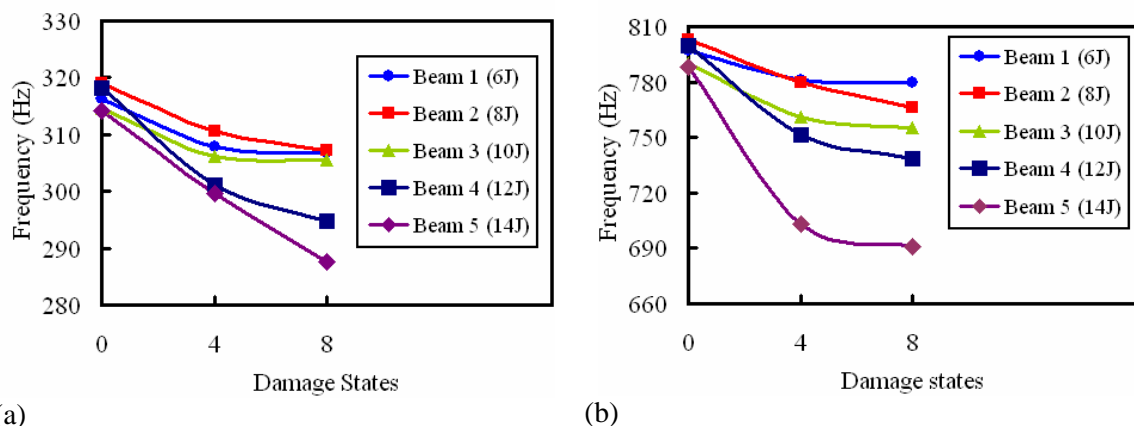 (a)
330
320
310
300
290
280
Frequency (Hz)
0 4 8
Damage States
Beam 1 (6J)
Beam 2 (8J)
Beam 3 (10J)
Beam 4 (12J)
Beam 5 (14J)
(b)
810
780
750
720
690
660
Frequency (Hz)
0 4 8
Damage states
Beam 1 (6J)
Beam 2 (8J)
Beam 3 (10J)
Beam 4 (12J)
Beam 5 (14J)